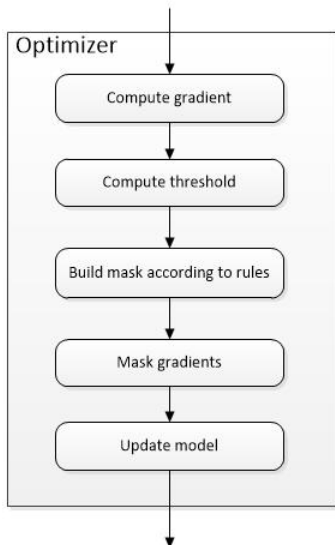 Optimizer
Compute gradient
Compute threshold
Build mask according to rules
Mask gradients
Update model